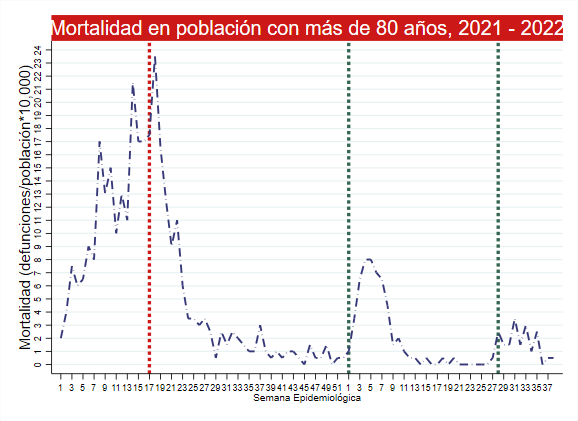 Mortalidad en población con más de 80 años, 2021 - 2022
Mortalidad (defunciones/población*10,000)
0 1 2 3 4 5 6 7 8 9 10 11 12 13 14 15 16 17 18 19 20 21 22 23 24
1 3 5 7 9 11 13 15 17 19 21 23 25 27 29 31 33 35 37 39 41 43 45 47 49 51 1 3 5 7 9 11 13 15 17 19 21 23 25 27 29 31 33 35 37
Semana Epidemiológica